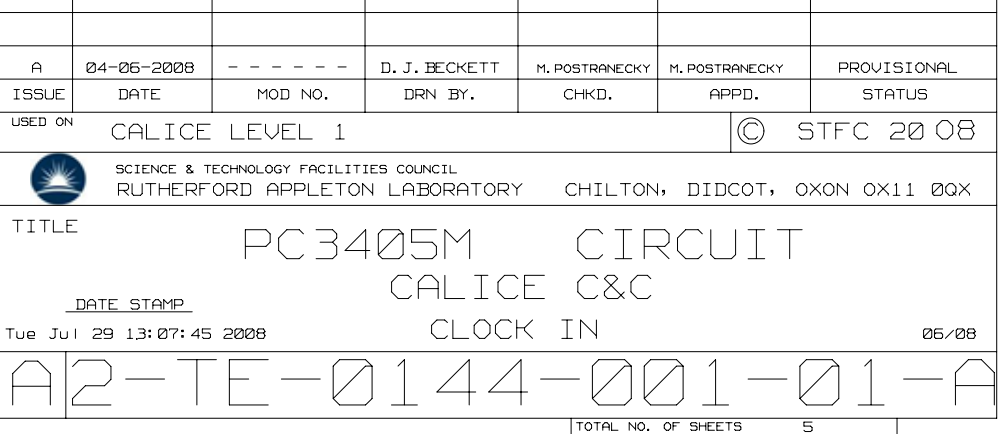 A 04-06-2008 - - - - - - D.J.BECKETT M.POSTRANECKY M.POSTRANECKY PROVISIONAL
ISSUE DATE MOD NO. DRN BY. CHKD. APPD. STATUS
USED ON CALICE LEVEL 1 © STFC 20 08
SCIENCE & TECHNOLOGY FACILITIES COUNCIL
RUTHERFORD APPLETON LABORATORY CHILTON, DIDCOT, OXON OX11 0QX
TITLE
PC3405M CIRCUIT
CALICE C&C
DATE STAMP
Tue Jul 29 13:07:45 2008 CLOCK IN 06/08
A 2-TE-0144-001-01-A
TOTAL NO. OF SHEETS 5